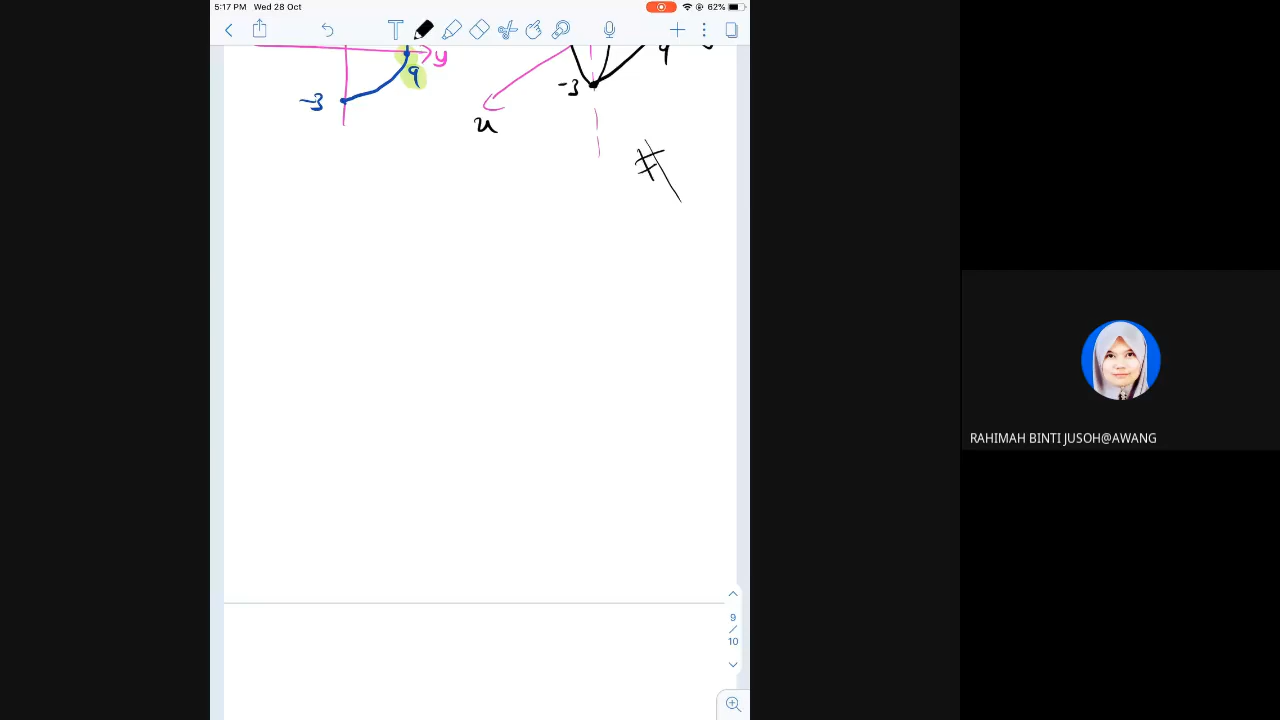 5:17 PM Wed 28 Oct
62%
T
y
9
9
-3
-3
x
#
9
/
10
RAHIMAH BINTI JUSOH@AWANG